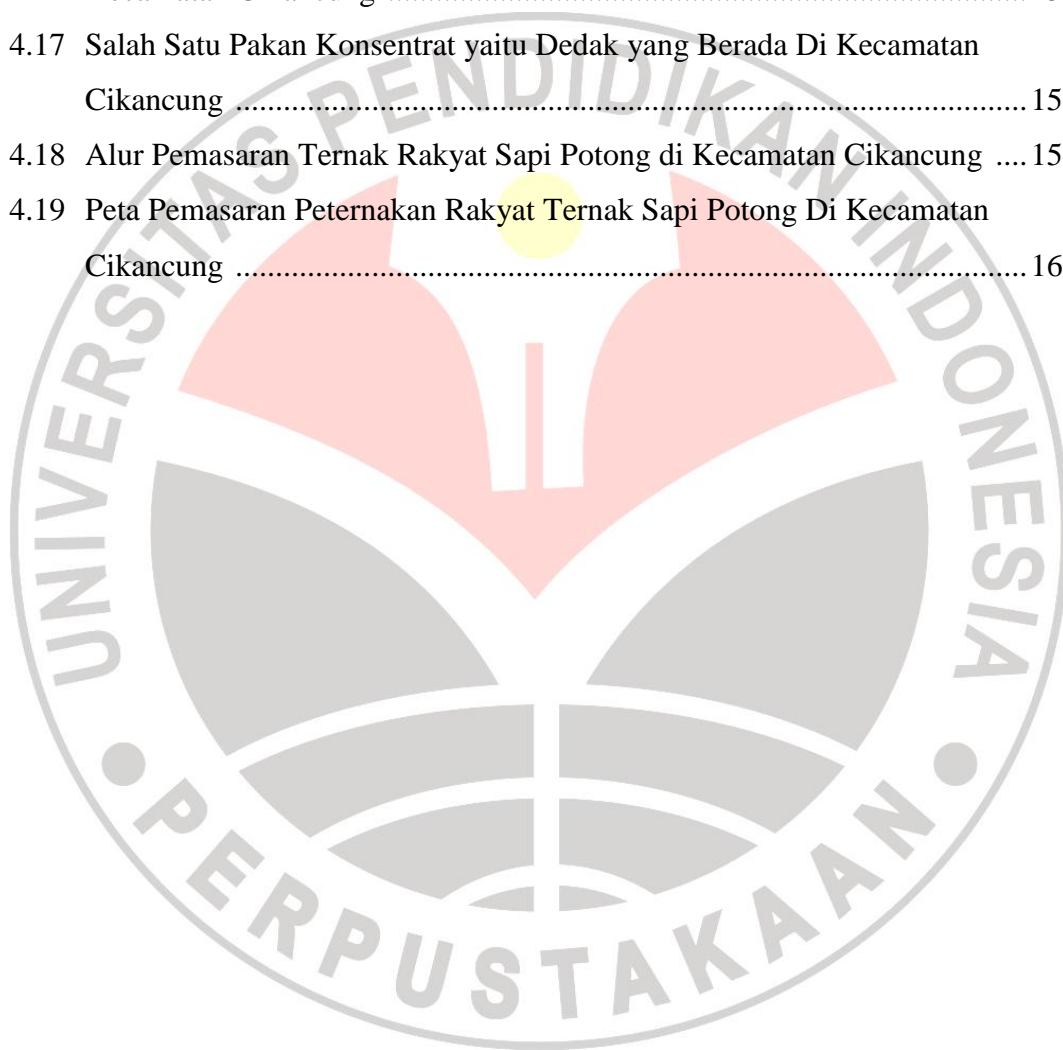 4.17 Salah Satu Pakan Konsentrat yaitu Dedak yang Berada Di Kecamatan
Cikancung ........................................................................................................ 15
4.18 Alur Pemasaran Ternak Rakyat Sapi Potong di Kecamatan Cikancung .... 15
4.19 Peta Pemasaran Peternakan Rakyat Ternak Sapi Potong Di Kecamatan
Cikancung ........................................................................................................ 16
UNIVERSITAS PENDIDIKAN INDONESIA
PERPUSTAKAAN